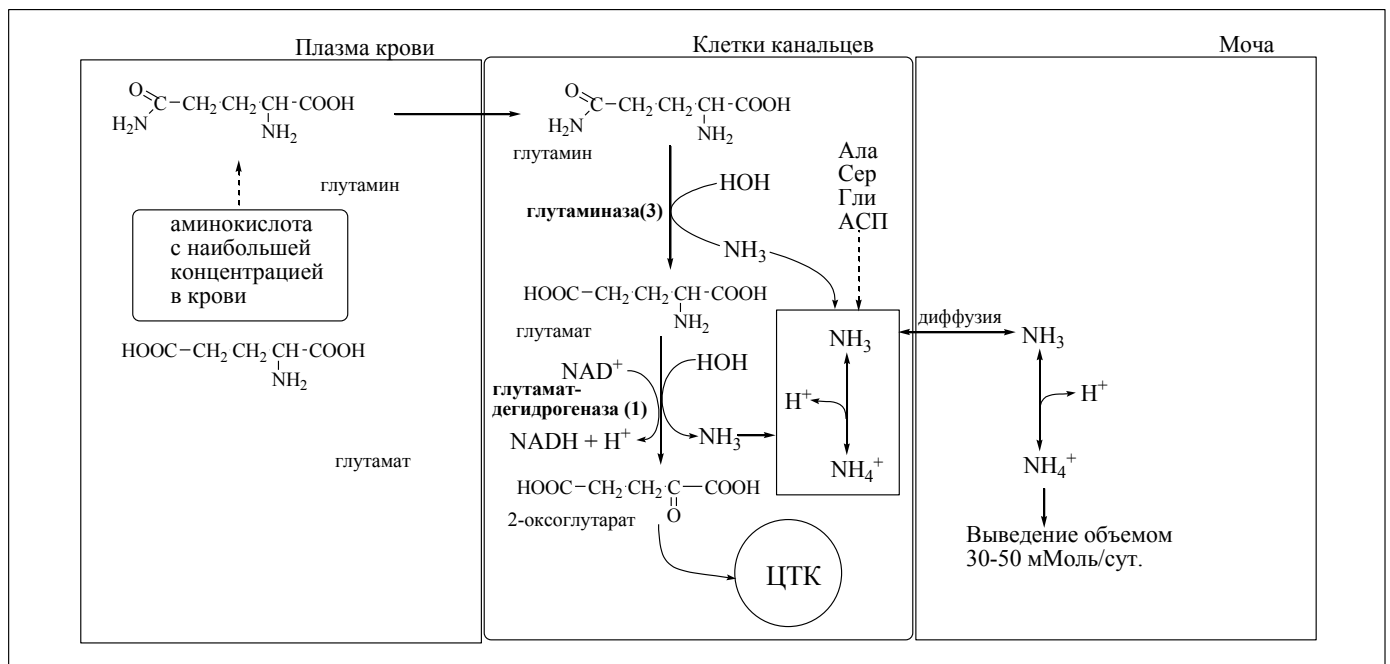 Плазма крови
Клетки канальцев
Моча
O
C−CH₂·CH₂·CH−COOH
H₂N
NH₂
глутамин
аминокислота
с наибольшей
концентрацией
в крови
HOOC−CH₂ CH₂ CH−COOH
NH₂
глутамат
O
C−CH₂·CH₂·CH−COOH
H₂N
NH₂
глутамин
HOH
глутаминаза(3)
NH₃
HOOC−CH₂·CH₂·CH−COOH
NH₂
глутамат
NAD⁺
HOH
глутамат-
дегидрогеназа (1)
NADH + H⁺
NH₃
HOOC−CH₂·CH₂ C — COOH
O
2-оксоглутарат
ЦТК
Ала
Сер
Гли
АСП
NH₃
H⁺
NH₄⁺
диффузия
NH₃
H⁺
NH₄⁺
Выведение объемом
30-50 мМоль/сут.